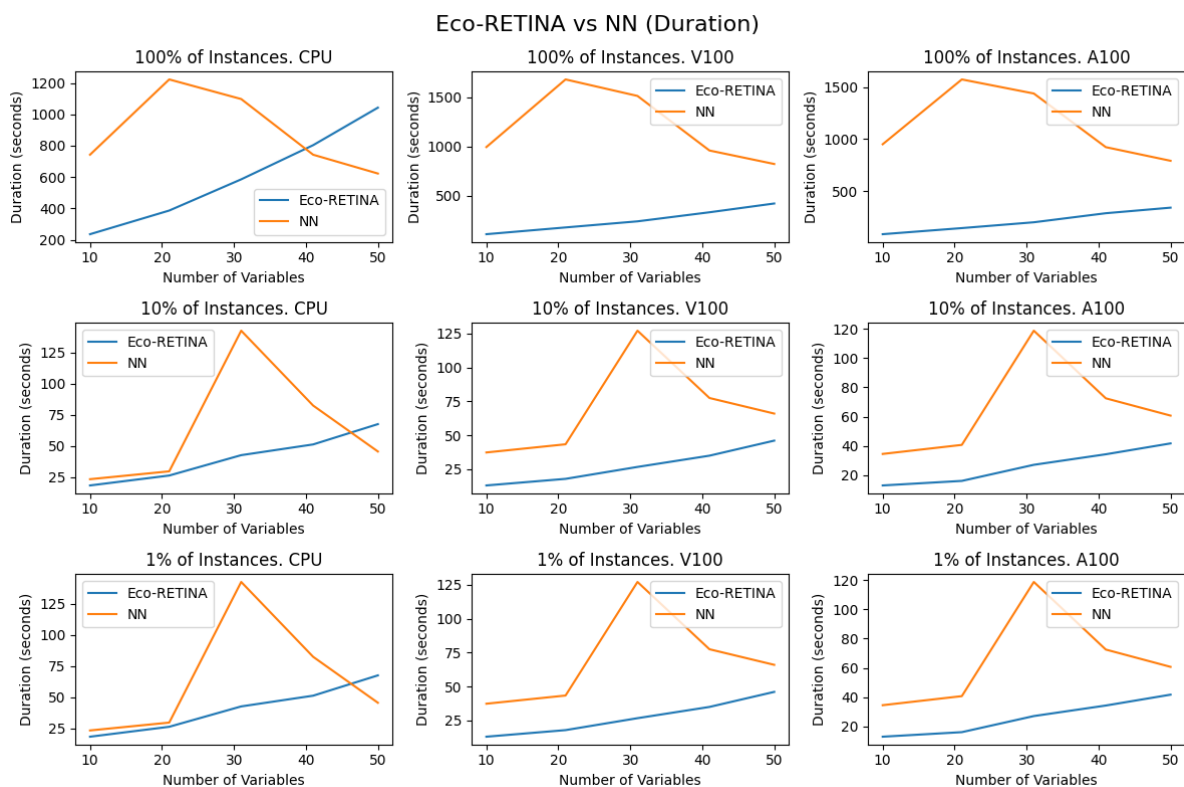 Eco-RETINA vs NN (Duration)
100% of Instances. CPU
Duration (seconds)
1200
1000
800
600
400
200
Eco-RETINA
NN
10 20 30 40 50
Number of Variables
100% of Instances. V100
Duration (seconds)
1500
1000
500
Eco-RETINA
NN
10 20 30 40 50
Number of Variables
100% of Instances. A100
Duration (seconds)
1500
1000
500
Eco-RETINA
NN
10 20 30 40 50
Number of Variables
10% of Instances. CPU
Duration (seconds)
125
100
75
50
25
Eco-RETINA
NN
10 20 30 40 50
Number of Variables
10% of Instances. V100
Duration (seconds)
125
100
75
50
25
Eco-RETINA
NN
10 20 30 40 50
Number of Variables
10% of Instances. A100
Duration (seconds)
120
100
80
60
40
20
Eco-RETINA
NN
10 20 30 40 50
Number of Variables
1% of Instances. CPU
Duration (seconds)
125
100
75
50
25
Eco-RETINA
NN
10 20 30 40 50
Number of Variables
1% of Instances. V100
Duration (seconds)
125
100
75
50
25
Eco-RETINA
NN
10 20 30 40 50
Number of Variables
1% of Instances. A100
Duration (seconds)
120
100
80
60
40
20
Eco-RETINA
NN
10 20 30 40 50
Number of Variables